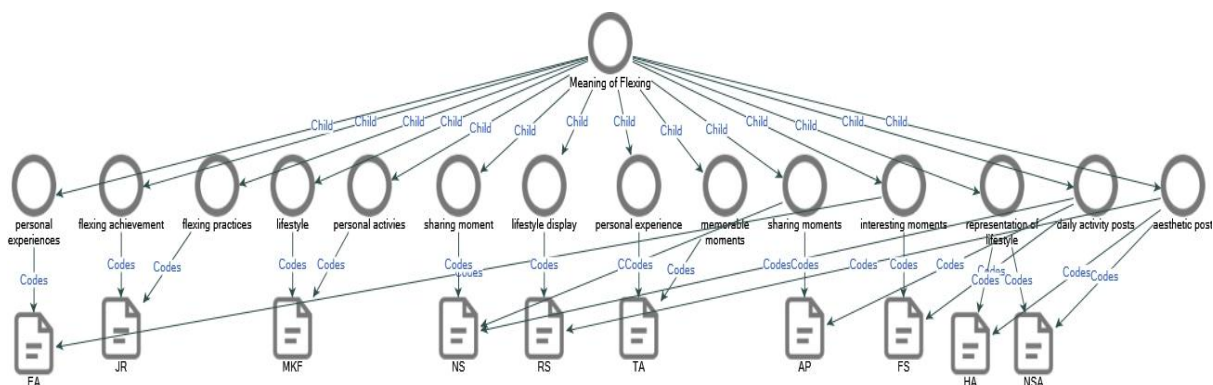 Meaning of Flexing
Child Child Child Child Child Child Child Child Child Child Child Child Child
personal experiences
flexing achievement
flexing practices
lifestyle
personal activies
sharing moment
lifestyle display
personal experience
memorable moments
sharing moments
interesting moments
representation of lifestyle
daily activity posts
aesthetic post
Codes Codes Codes Codes Codes Codes Codes Codes Codes Codes Codes Codes Codes Codes Codes Codes Codes Codes Codes
EA
JR
MKF
NS
RS
TA
AP
FS
HA
NSA